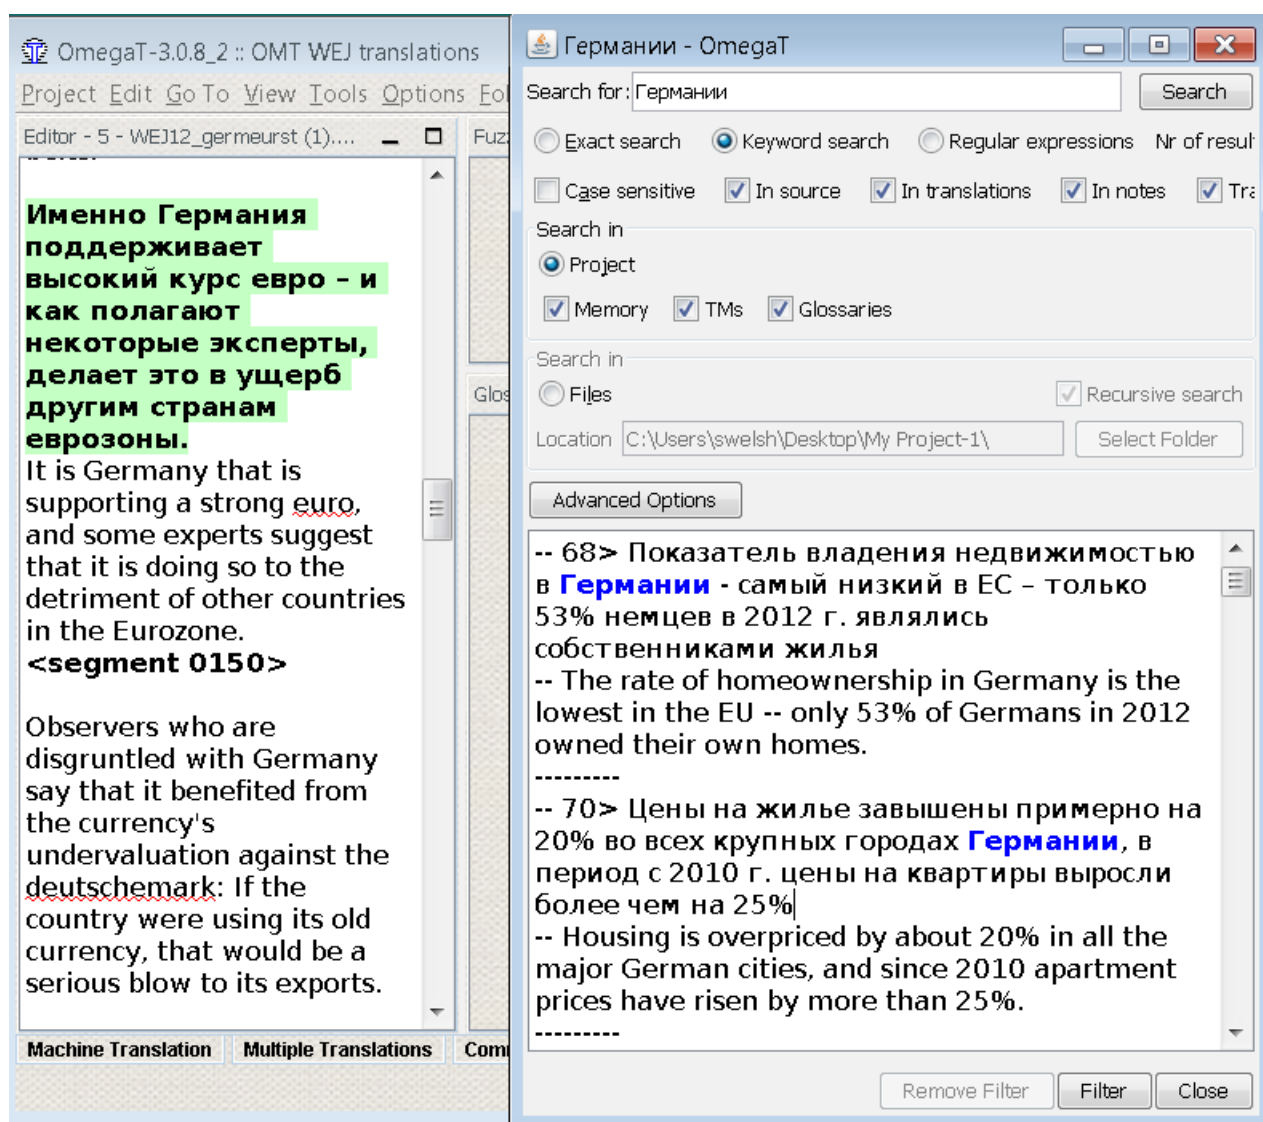 OmegaT-3.0.8_2 :: OMT WEJ translations
Project Edit Go To View Tools Options
Editor - 5 - WEJ12_germeurst (1)....
Именно Германия
поддерживает
высокий курс евро – и
как полагают
некоторые эксперты,
делает это в ущерб
другим странам
еврозоны.
It is Germany that is
supporting a strong euro,
and some experts suggest
that it is doing so to the
detriment of other countries
in the Eurozone.
<segment 0150>
Observers who are
disgruntled with Germany
say that it benefited from
the currency's
undervaluation against the
deutschemark: If the
country were using its old
currency, that would be a
serious blow to its exports.
Machine Translation Multiple Translations
Германии - OmegaT
Search for: Германии Search
Exact search Keyword search Regular expressions Nr of
Case sensitive In source In translations In notes
Search in
Project
Memory TMs Glossaries
Search in
Files Recursive search
Location C:\Users\swelsh\Desktop\My Project-1\ Select Folder
Advanced Options
-- 68> Показатель владения недвижимостью
в Германии - самый низкий в ЕС – только
53% немцев в 2012 г. являлись
собственниками жилья
-- The rate of homeownership in Germany is the
lowest in the EU -- only 53% of Germans in 2012
owned their own homes.
---------
-- 70> Цены на жилье завышены примерно на
20% во всех крупных городах Германии, в
период с 2010 г. цены на квартиры выросли
более чем на 25%
-- Housing is overpriced by about 20% in all the
major German cities, and since 2010 apartment
prices have risen by more than 25%.
---------
Remove Filter Filter Close